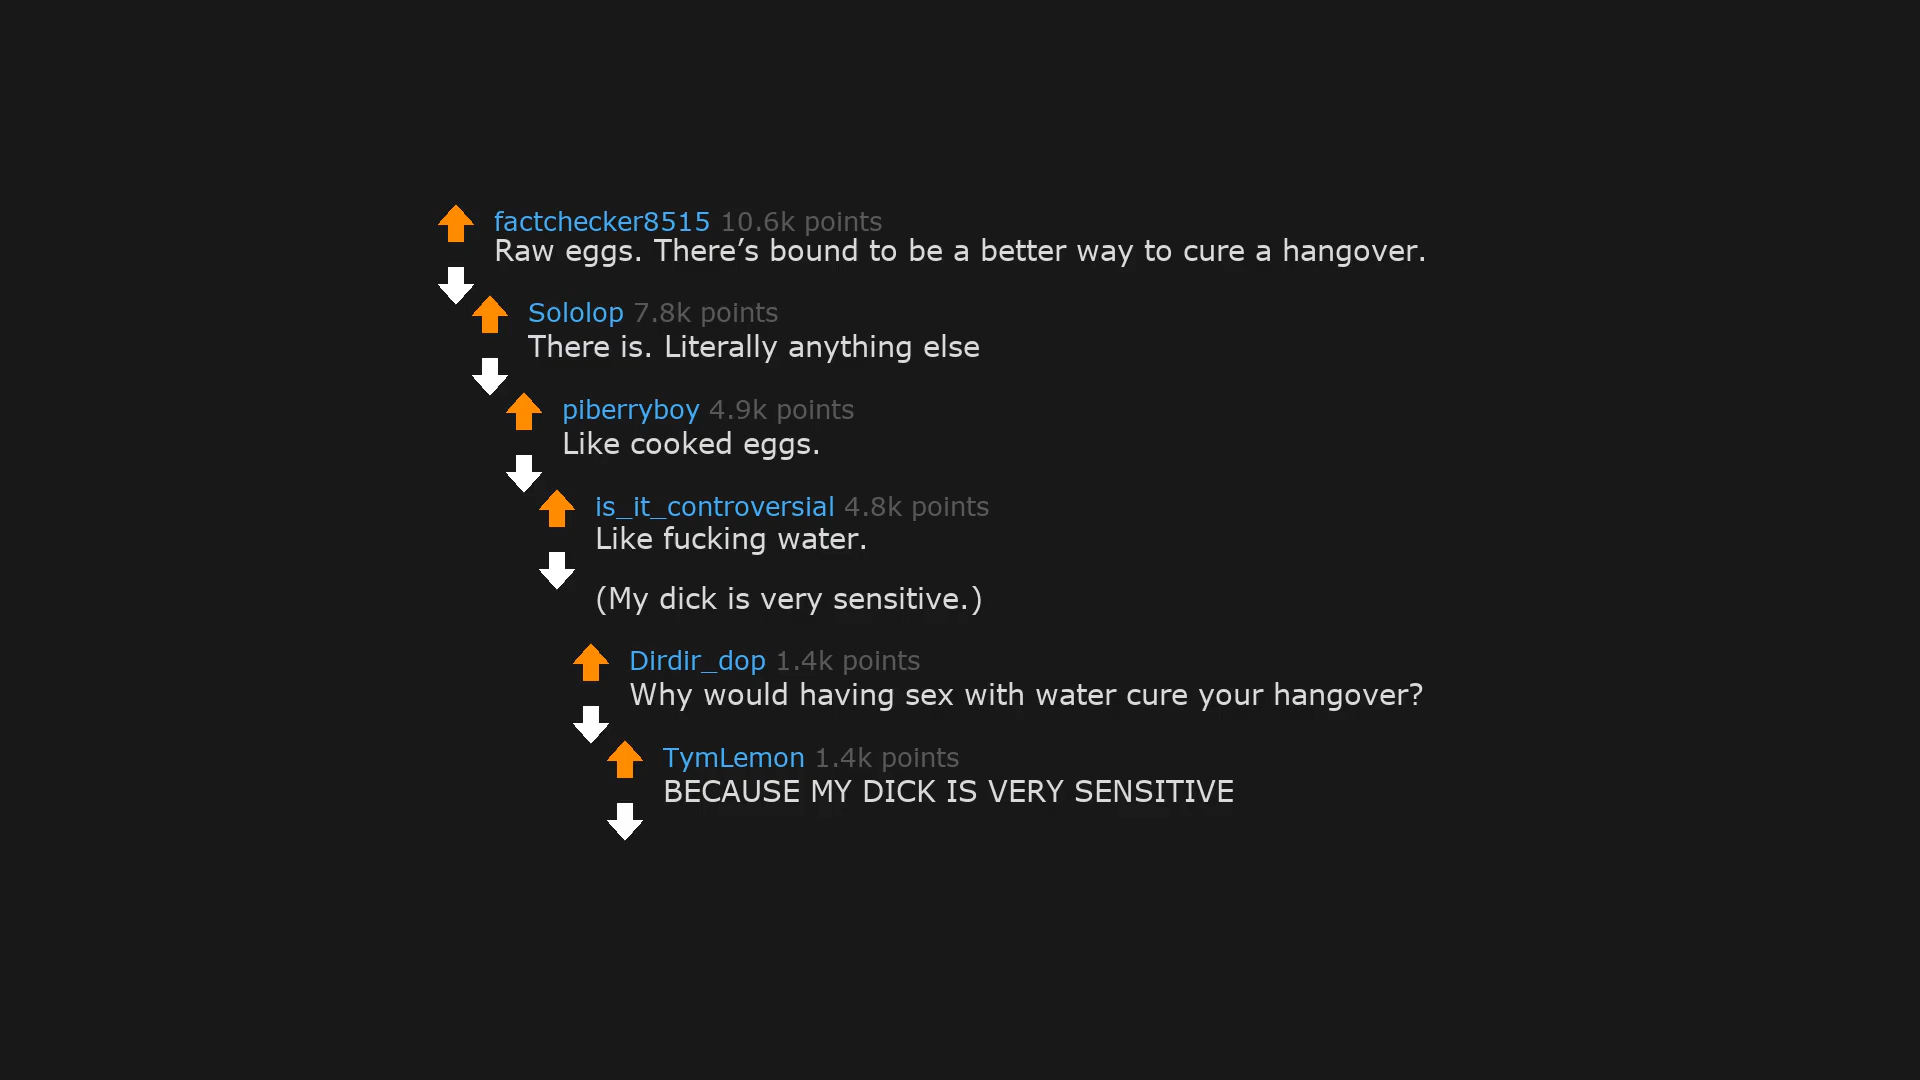 factchecker8515 10.6k points
Raw eggs. There’s bound to be a better way to cure a hangover.
Sololop 7.8k points
There is. Literally anything else
piberryboy 4.9k points
Like cooked eggs.
is_it_controversial 4.8k points
Like fucking water.
(My dick is very sensitive.)
Dirdir_dop 1.4k points
Why would having sex with water cure your hangover?
TymLemon 1.4k points
BECAUSE MY DICK IS VERY SENSITIVE